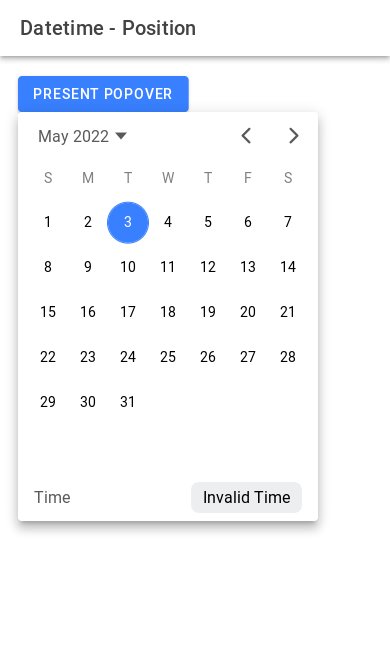 Datetime - Position
PRESENT POPOVER
May 2022
S M T W T F S
1 2 3 4 5 6 7
8 9 10 11 12 13 14
15 16 17 18 19 20 21
22 23 24 25 26 27 28
29 30 31
Time Invalid Time